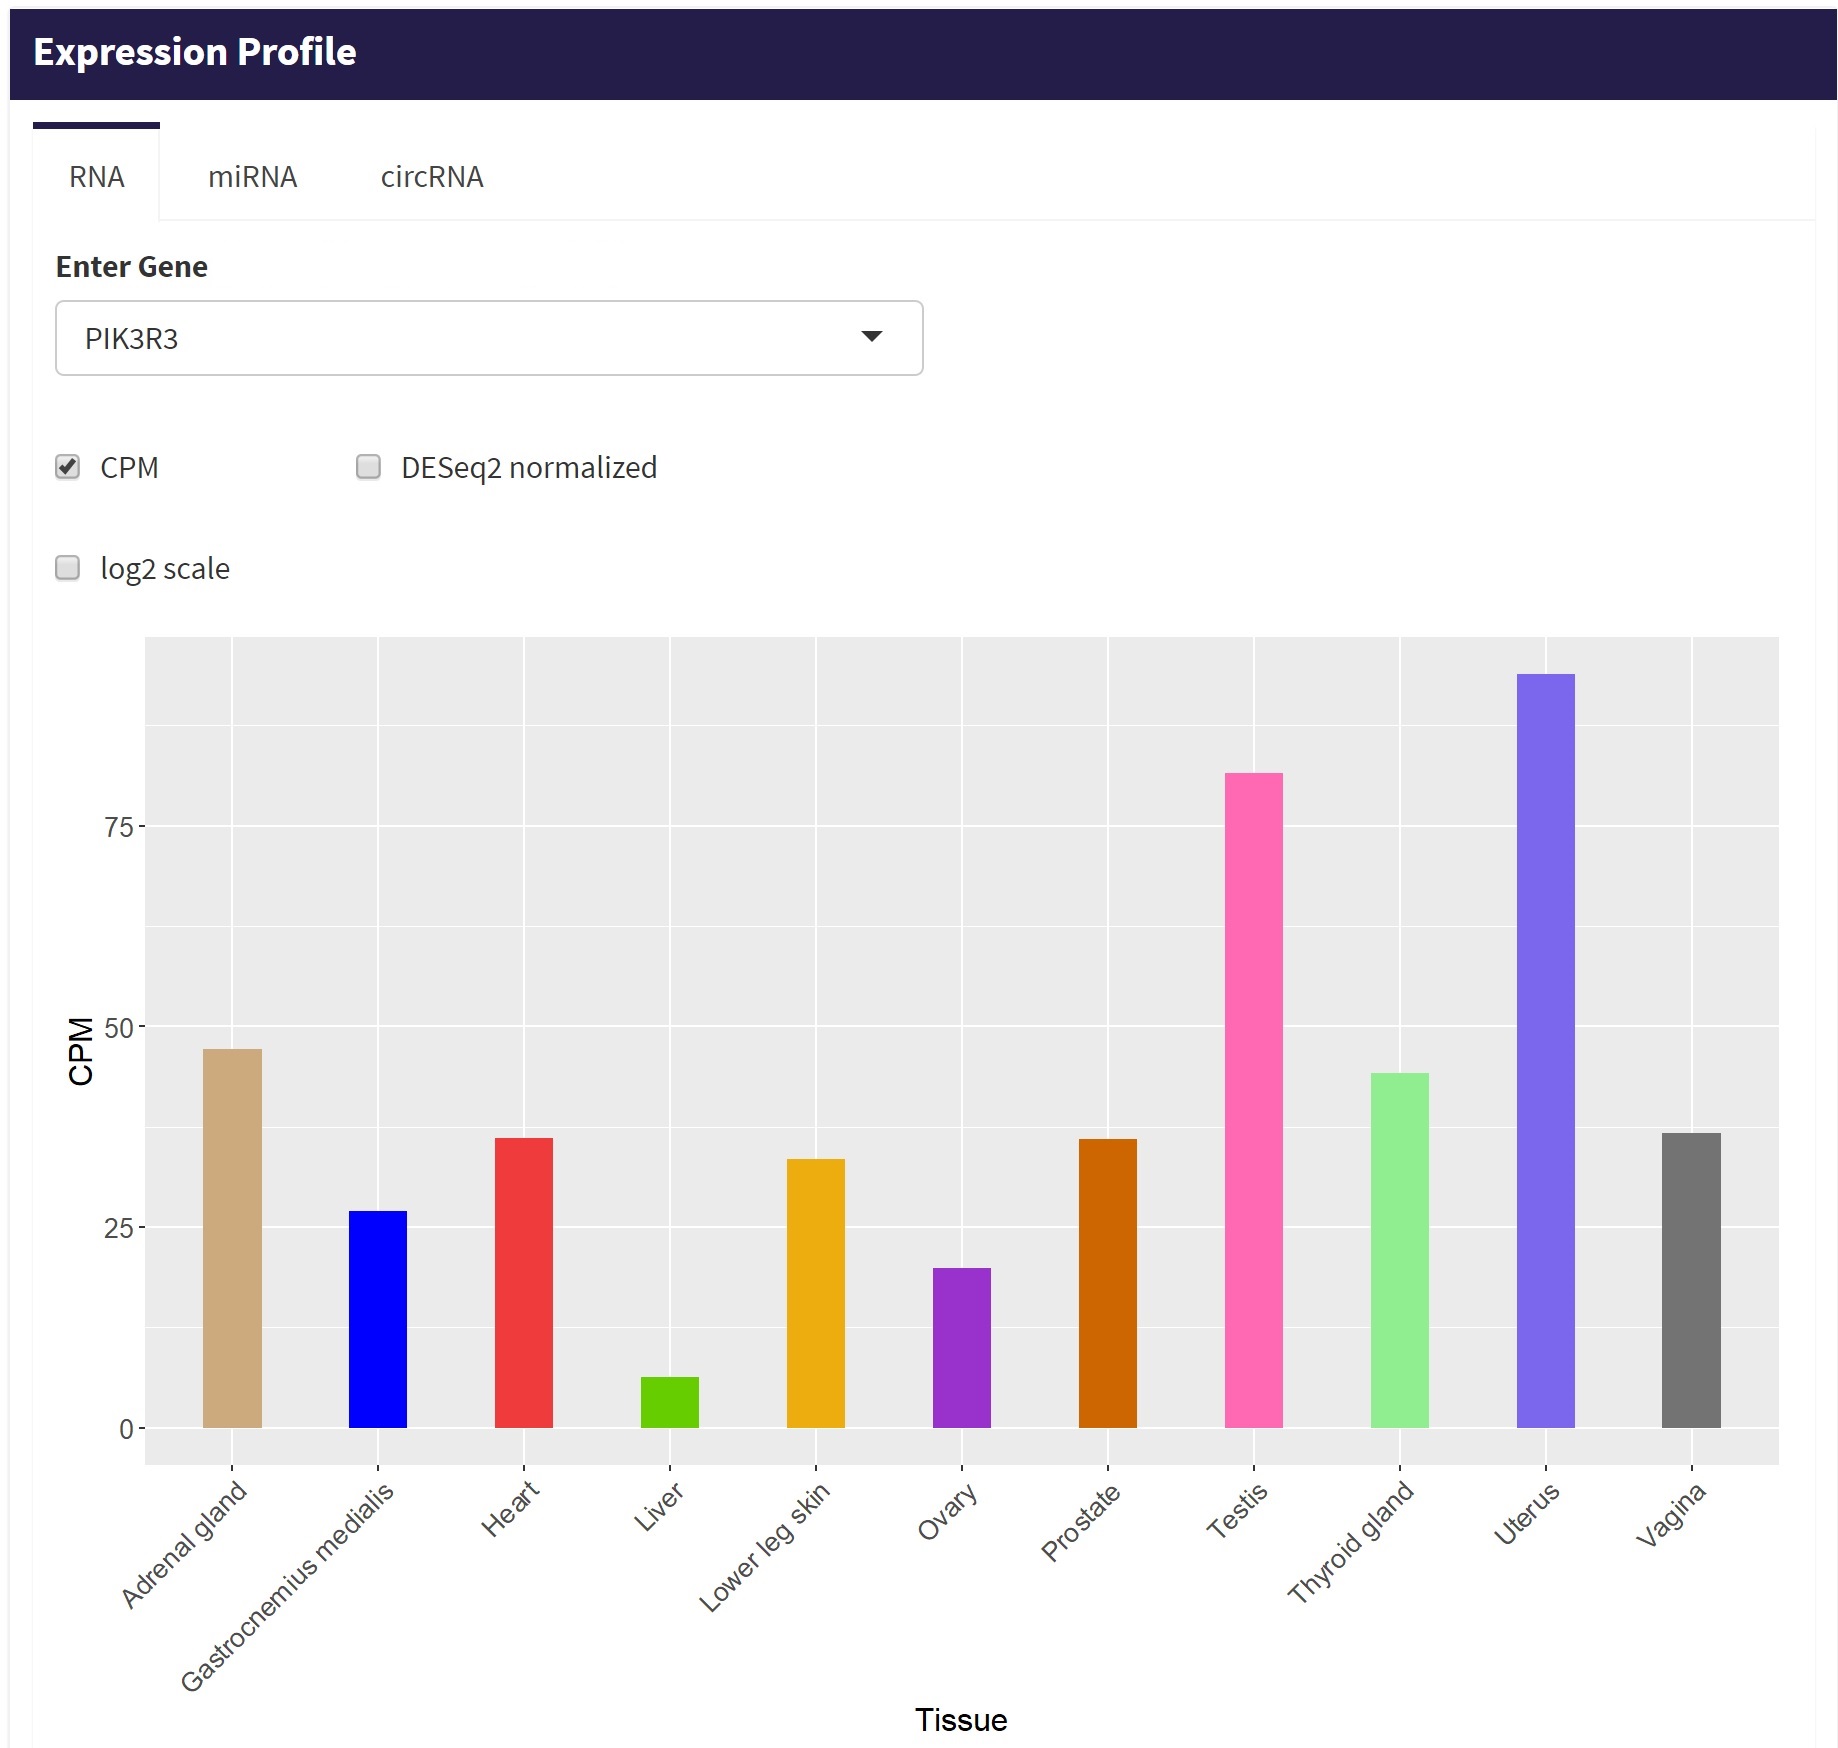 Expression Profile
RNA miRNA circRNA
Enter Gene
PIK3R3
CPM DESeq2 normalized
log2 scale
75
50
25
0
CPM
Adrenal gland
Gastrocnemius medialis
Heart
Liver
Lower leg skin
Ovary
Prostate
Testis
Thyroid gland
Uterus
Vagina
Tissue